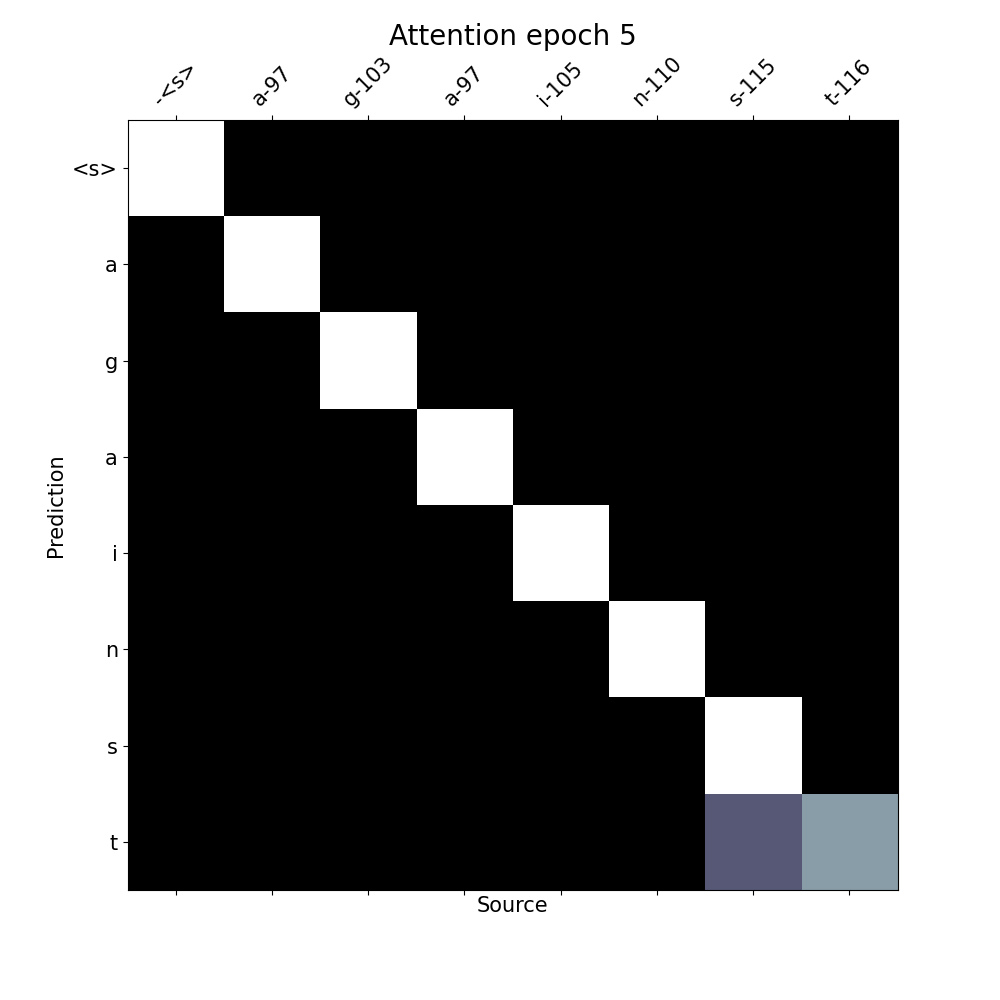 Attention epoch 5
-<s> a-97 g-103 a-97 i-105 n-110 s-115 t-116
<s>
a
g
a
i
n
s
t
Prediction
Source